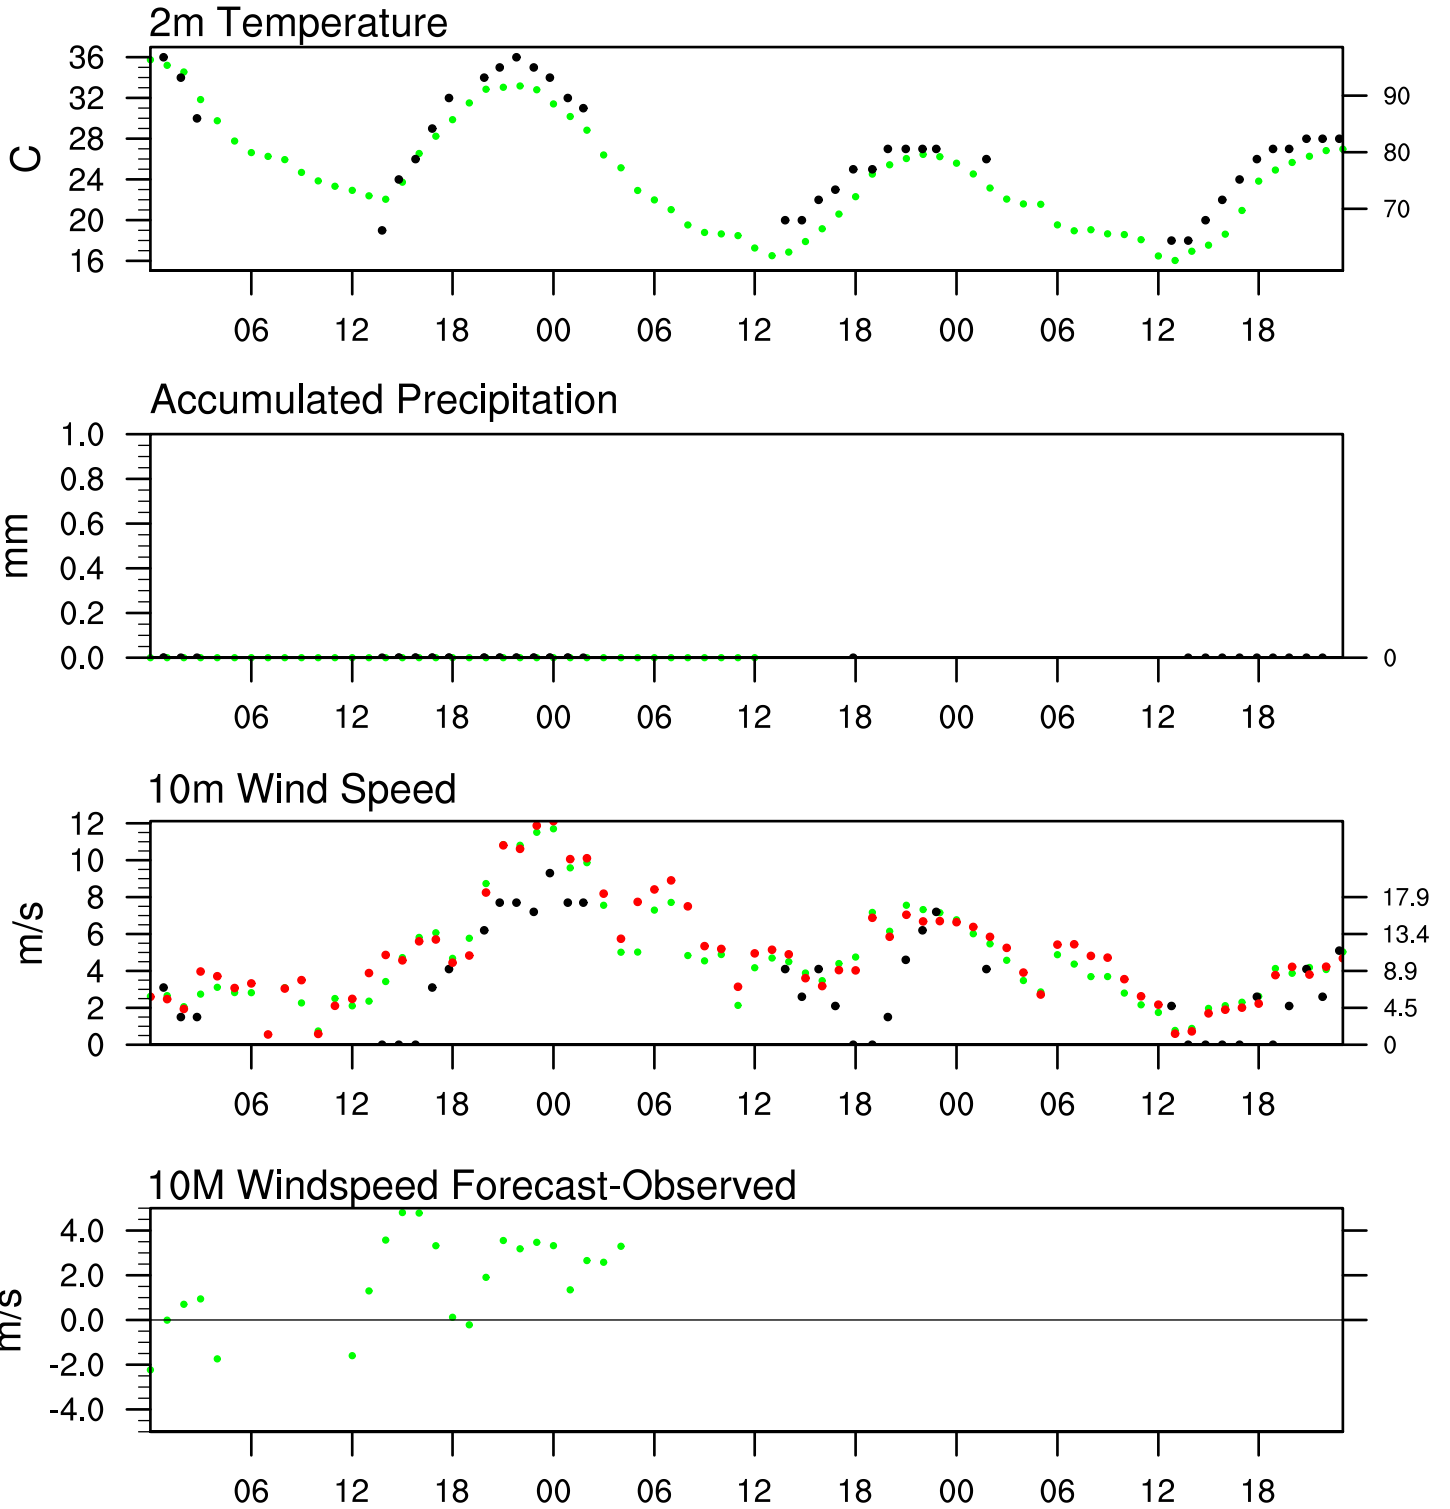 2m Temperature
C
36
32
28
24
20
16
90
80
70
06 12 18 00 06 12 18 00 06 12 18
Accumulated Precipitation
mm
1.0
0.8
0.6
0.4
0.2
0.0
0
06 12 18 00 06 12 18 00 06 12 18
10m Wind Speed
m/s
12
10
8
6
4
2
0
17.9
13.4
8.9
4.5
0
06 12 18 00 06 12 18 00 06 12 18
10M Windspeed Forecast-Observed
m/s
4.0
2.0
0.0
-2.0
-4.0
06 12 18 00 06 12 18 00 06 12 18